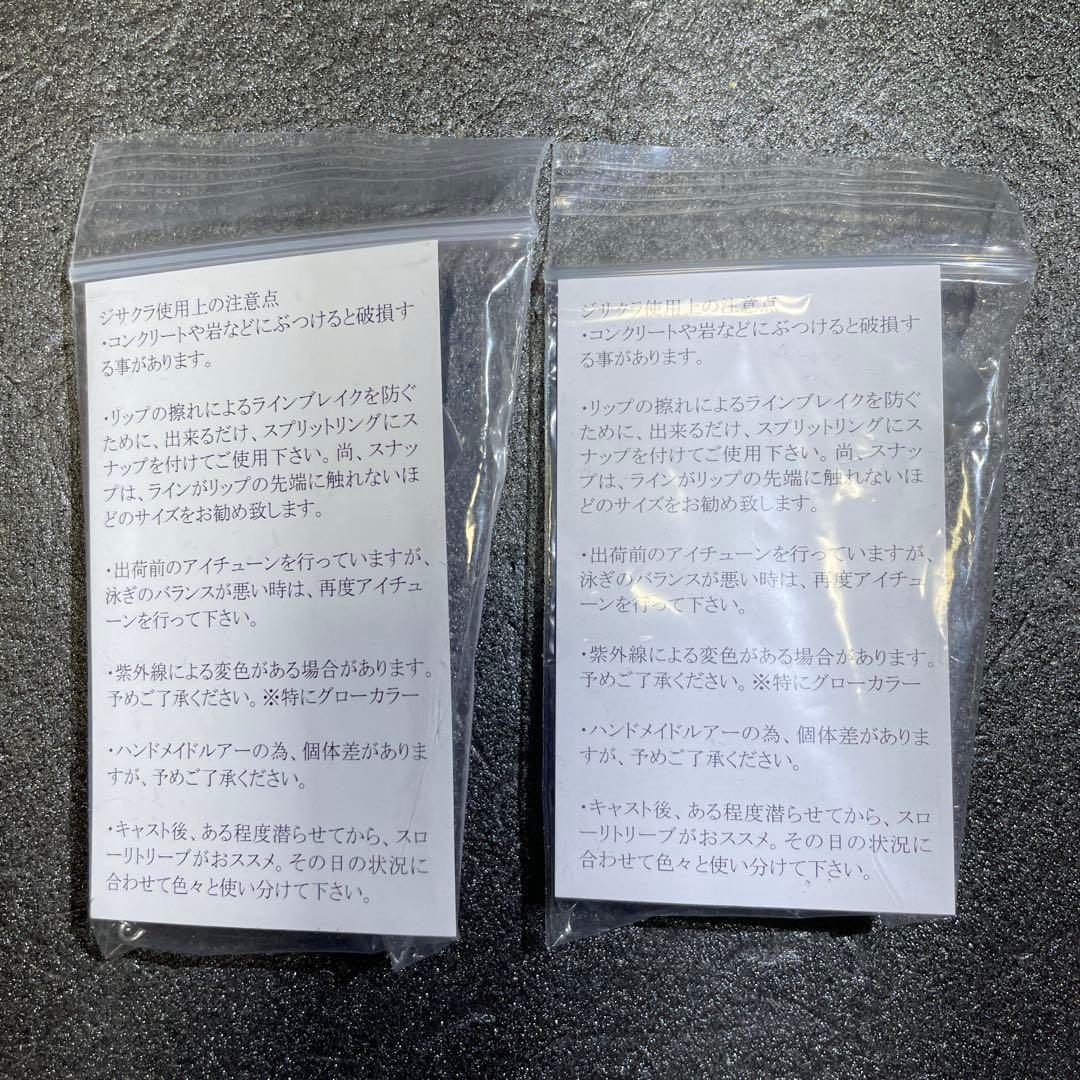 ジサクラ使用上の注意点
・コンクリートや岩などにぶつけると破損す
る事があります。
・リップの擦れによるラインブレイクを防ぐ
ために、出来るだけ、スプリットリングにス
ナップを付けてご使用下さい。尚、スナッ
プは、ラインがリップの先端に触れないほ
どのサイズをお勧め致します。
・出荷前のアイチューンを行っていますが、
泳ぎのバランスが悪い時は、再度アイチュ
ーンを行って下さい。
・紫外線による変色がある場合があります。
予めご了承ください。※特にグローカラー
・ハンドメイドルアーの為、個体差がありま
すが、予めご了承ください。
・キャスト後、ある程度潜らせてから、スロ
ーリトリーブがおススメ。その日の状況に
合わせて色々と使い分けて下さい。
ジサクラ使用上の注意点
・コンクリートや岩などにぶつけると破損す
る事があります。
・リップの擦れによるラインブレイクを防ぐ
ために、出来るだけ、スプリットリングにス
ナップを付けてご使用下さい。尚、スナッ
プは、ラインがリップの先端に触れないほ
どのサイズをお勧め致します。
・出荷前のアイチューンを行っていますが、
泳ぎのバランスが悪い時は、再度アイチュ
ーンを行って下さい。
・紫外線による変色がある場合があります。
予めご了承ください。※特にグローカラー
・ハンドメイドルアーの為、個体差がありま
すが、予めご了承ください。
・キャスト後、ある程度潜らせてから、スロ
ーリトリーブがおススメ。その日の状況に
合わせて色々と使い分けて下さい。